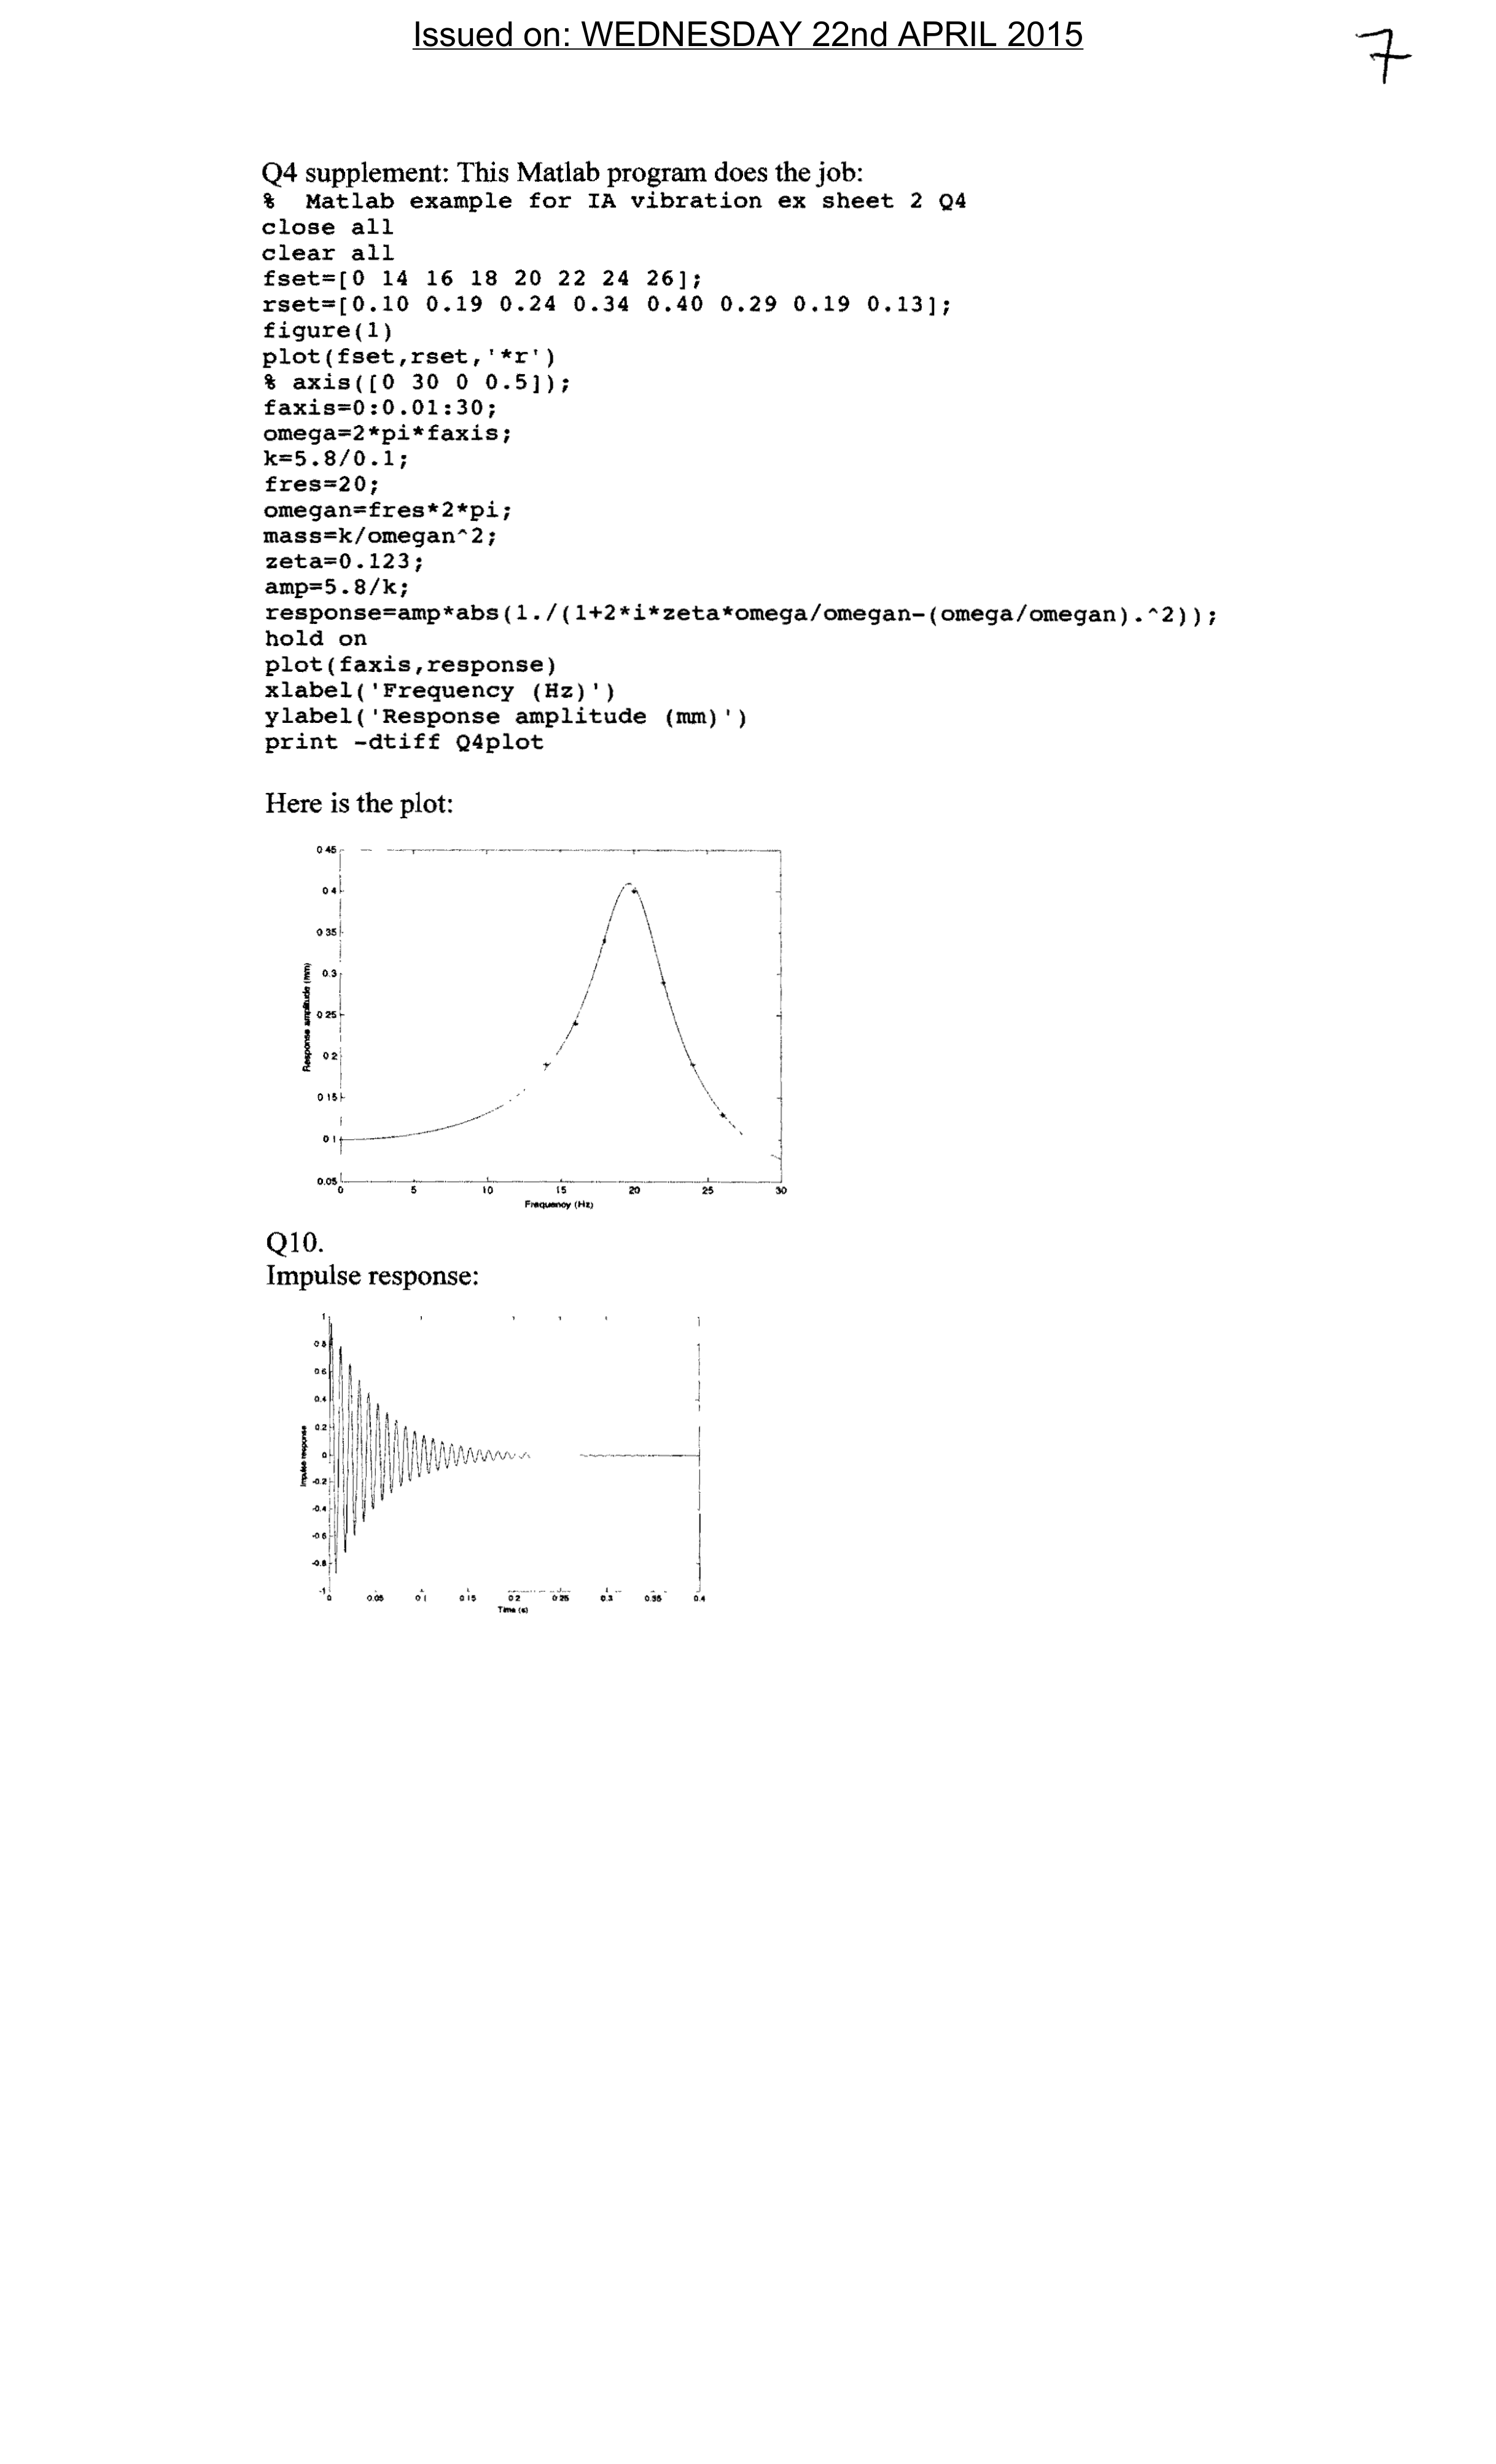 Issued on: WEDNESDAY 22nd APRIL 2015
7
Q4 supplement: This Matlab program does the job:
%  Matlab example for IA vibration ex sheet 2 Q4
close all
clear all
fset=[0 14 16 18 20 22 24 26];
rset=[0.10 0.19 0.24 0.34 0.40 0.29 0.19 0.13];
figure(1)
plot(fset,rset,'*r')
% axis([0 30 0 0.5]);
faxis=0:0.01:30;
omega=2*pi*faxis;
k=5.8/0.1;
fres=20;
omegan=fres*2*pi;
mass=k/omegan^2;
zeta=0.123;
amp=5.8/k;
response=amp*abs(1./(1+2*i*zeta*omega/omegan-(omega/omegan).^2));
hold on
plot(faxis,response)
xlabel('Frequency (Hz)')
ylabel('Response amplitude (mm)')
print -dtiff Q4plot
Here is the plot:
0.45
0.4
0.35
0.3
0.25
0.2
0.15
0.1
0.05
Response amplitude (mm)
0 5 10 15 20 25 30
Frequency (Hz)
Q10.
Impulse response:
1
0.8
0.6
0.4
0.2
0
-0.2
-0.4
-0.6
-0.8
-1
Impulse response
0 0.05 0.1 0.15 0.2 0.25 0.3 0.35 0.4
Time (s)